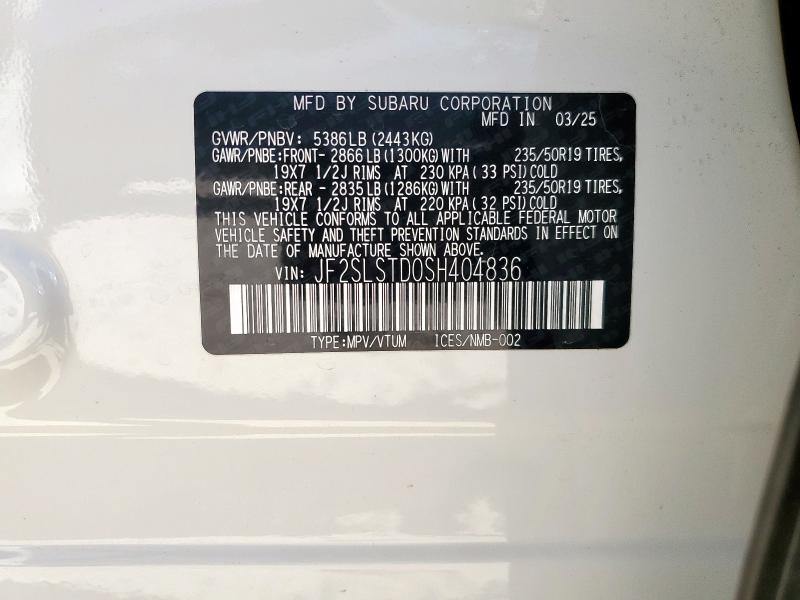 MFD BY SUBARU CORPORATION
MFD IN 03/25
GVWR/PNBV: 5386LB(2443KG)
GAWR/PNBE:FRONT- 2866LB(1300KG)WITH 235/50R19 TIRES,
19X7 1/2J RIMS AT 230 KPA(33 PSI)COLD
GAWR/PNBE:REAR - 2835LB(1286KG)WITH 235/50R19 TIRES,
19X7 1/2J RIMS AT 220 KPA(32 PSI)COLD
THIS VEHICLE CONFORMS TO ALL APPLICABLE FEDERAL MOTOR
VEHICLE SAFETY AND THEFT PREVENTION STANDARDS IN EFFECT ON
THE DATE OF MANUFACTURE SHOWN ABOVE.
VIN: JF2SLSTD0SH404836
TYPE:MPV/VTUM ICES/NMB-002